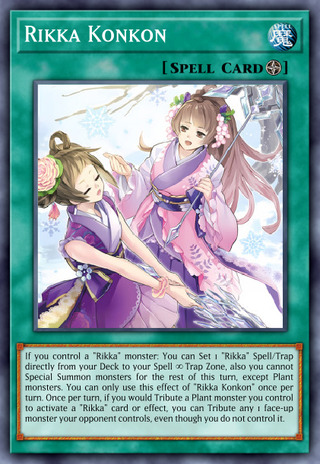 Rikka Konkon
魔
[Spell Card]
If you control a "Rikka" monster: You can Set 1 "Rikka" Spell/Trap
directly from your Deck to your Spell ∞ Trap Zone, also you cannot
Special Summon monsters for the rest of this turn, except Plant
monsters. You can only use this effect of "Rikka Konkon" once per
turn. Once per turn, if you would Tribute a Plant monster you control
to activate a "Rikka" card or effect, you can Tribute any 1 face-up
monster your opponent controls, even though you do not control it.